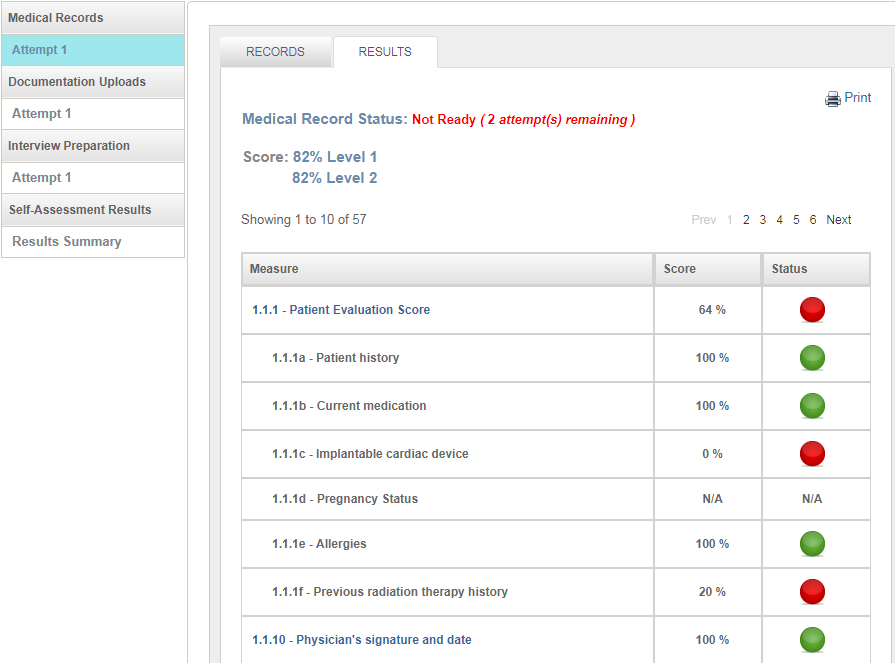 Medical Records
Attempt 1
Documentation Uploads
Attempt 1
Interview Preparation
Attempt 1
Self-Assessment Results
Results Summary
RECORDS RESULTS
Print
Medical Record Status: Not Ready ( 2 attempt(s) remaining )
Score: 82% Level 1
82% Level 2
Showing 1 to 10 of 57 Prev 1 2 3 4 5 6 Next
Measure Score Status
1.1.1 - Patient Evaluation Score 64 %
1.1.1a - Patient history 100 %
1.1.1b - Current medication 100 %
1.1.1c - Implantable cardiac device 0 %
1.1.1d - Pregnancy Status N/A N/A
1.1.1e - Allergies 100 %
1.1.1f - Previous radiation therapy history 20 %
1.1.10 - Physician's signature and date 100 %